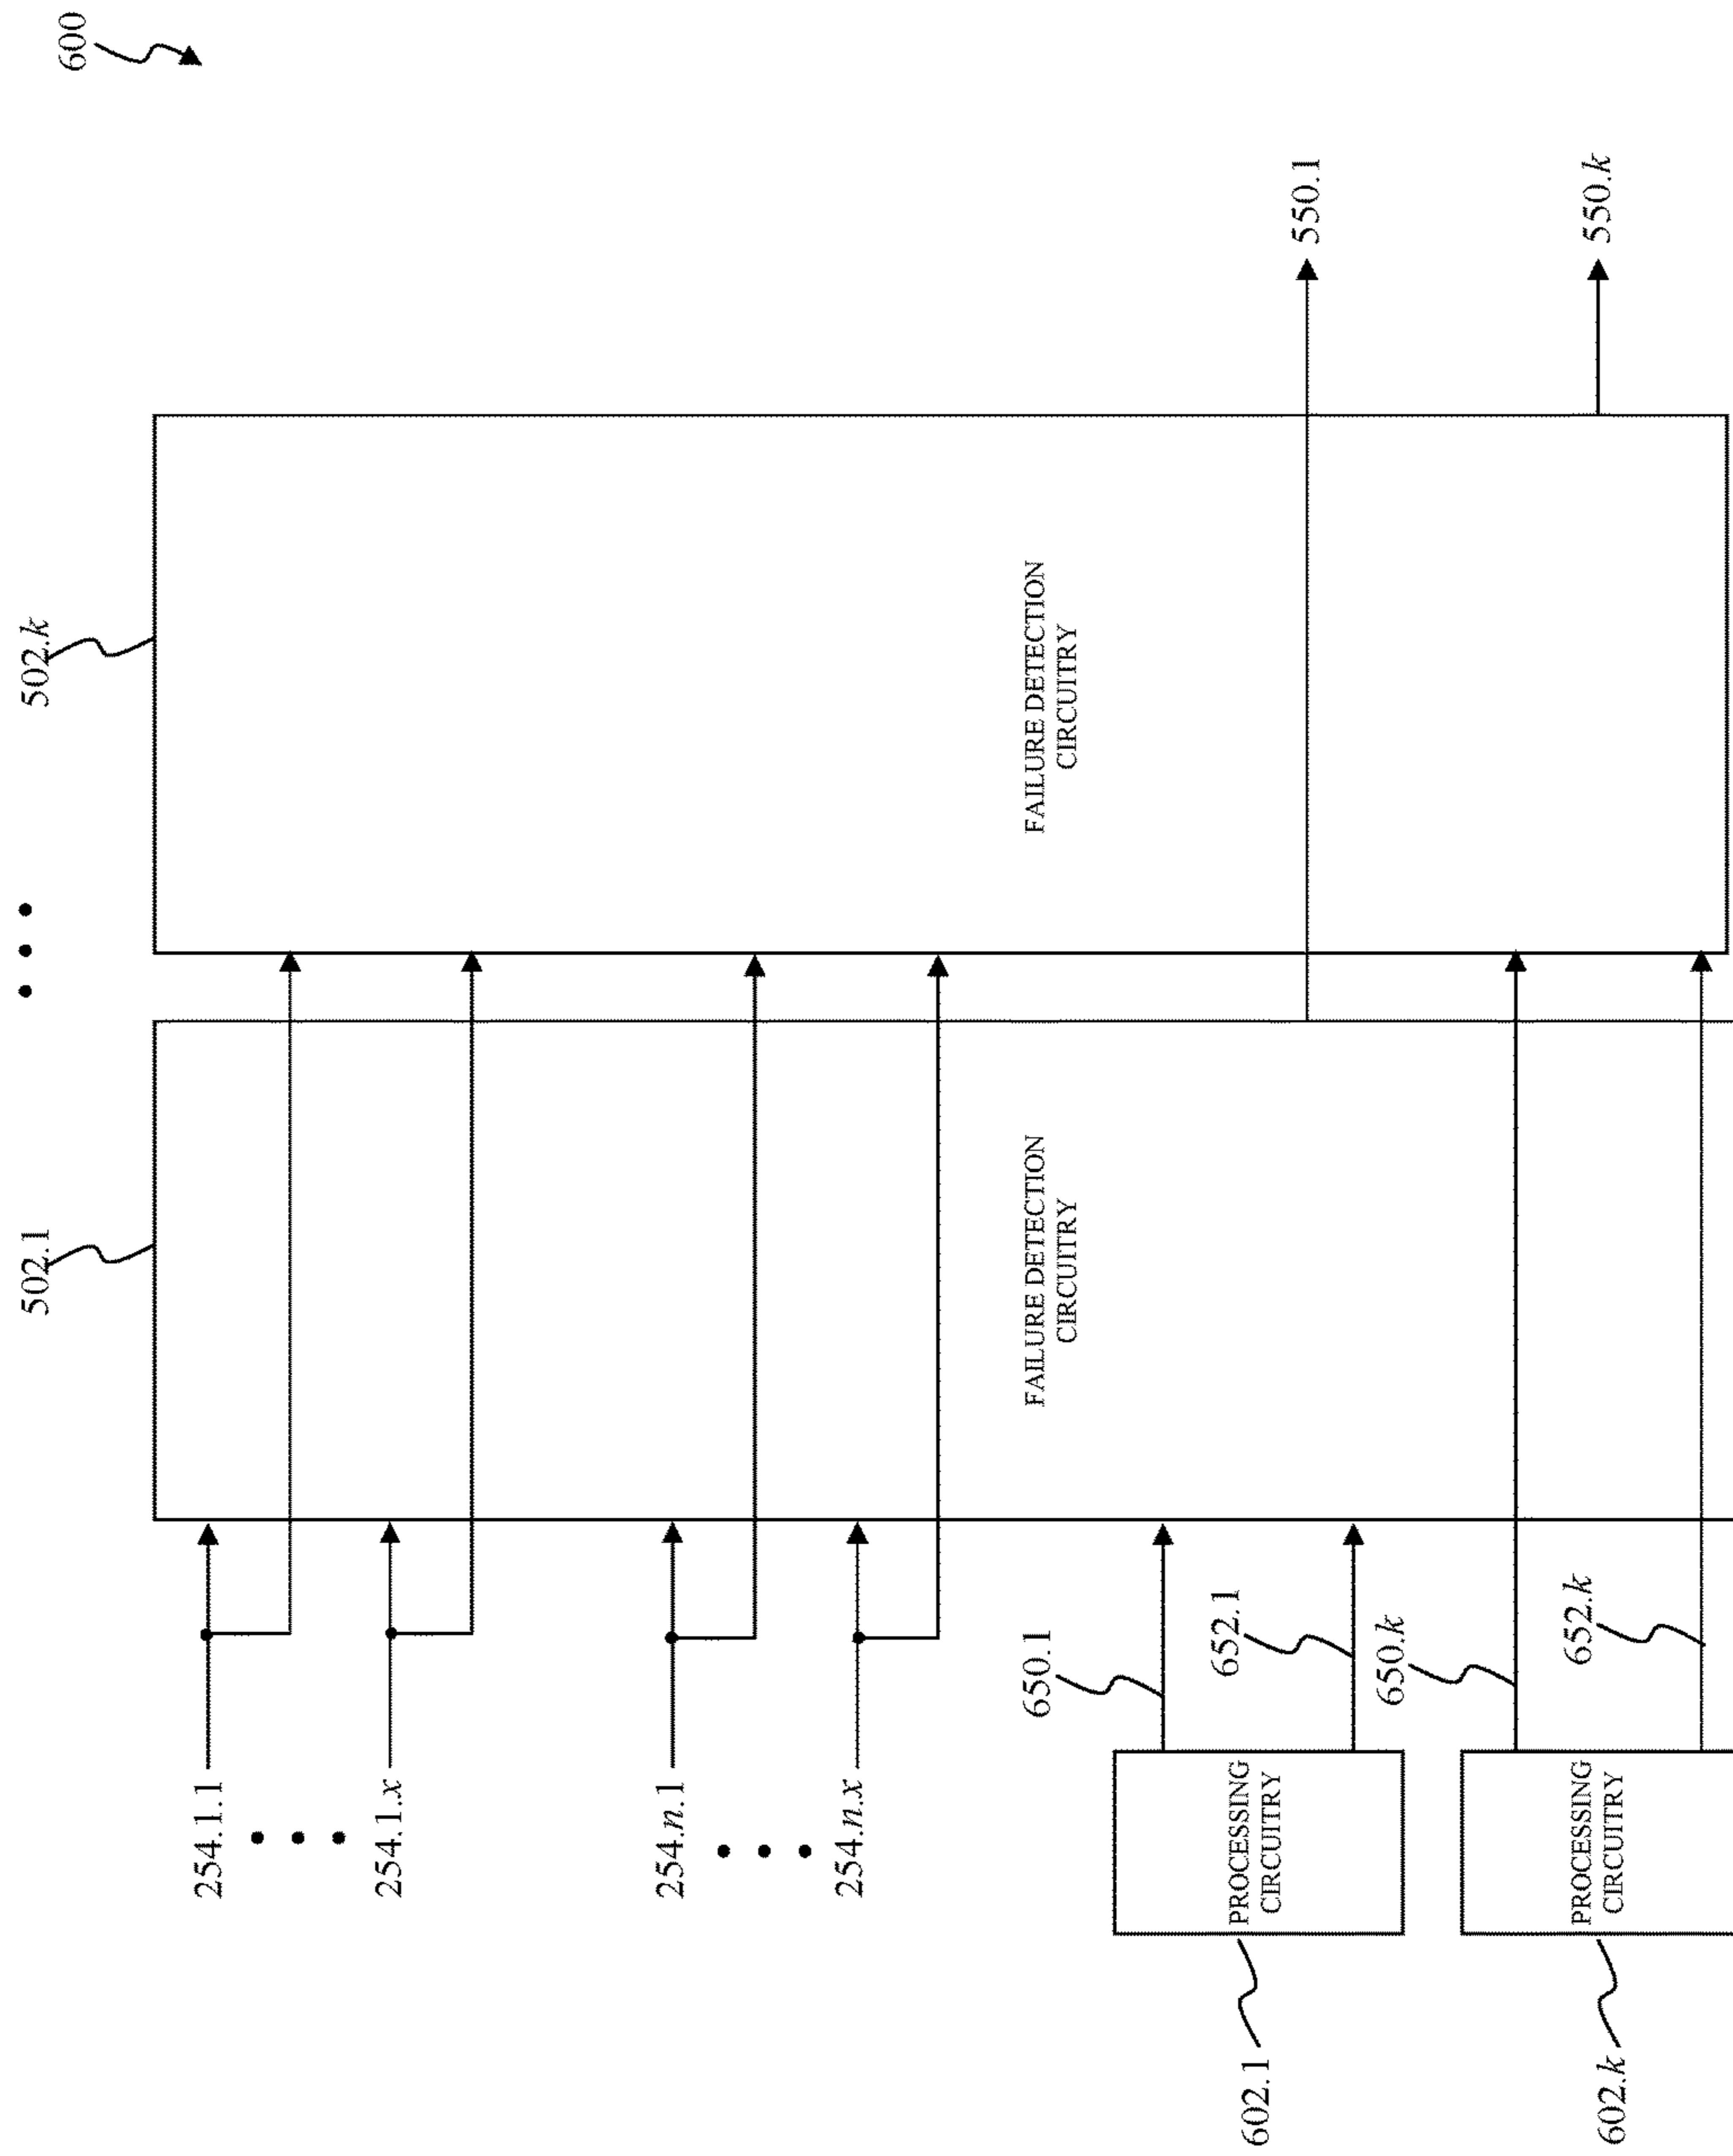 600
502.1
502.k
254.1.1
254.1.x
254.n.1
254.n.x
FAILURE DETECTION
CIRCUITRY
FAILURE DETECTION
CIRCUITRY
650.1
652.1
650.k
652.k
550.1
550.k
PROCESSING
CIRCUITRY
PROCESSING
CIRCUITRY
602.1
602.k